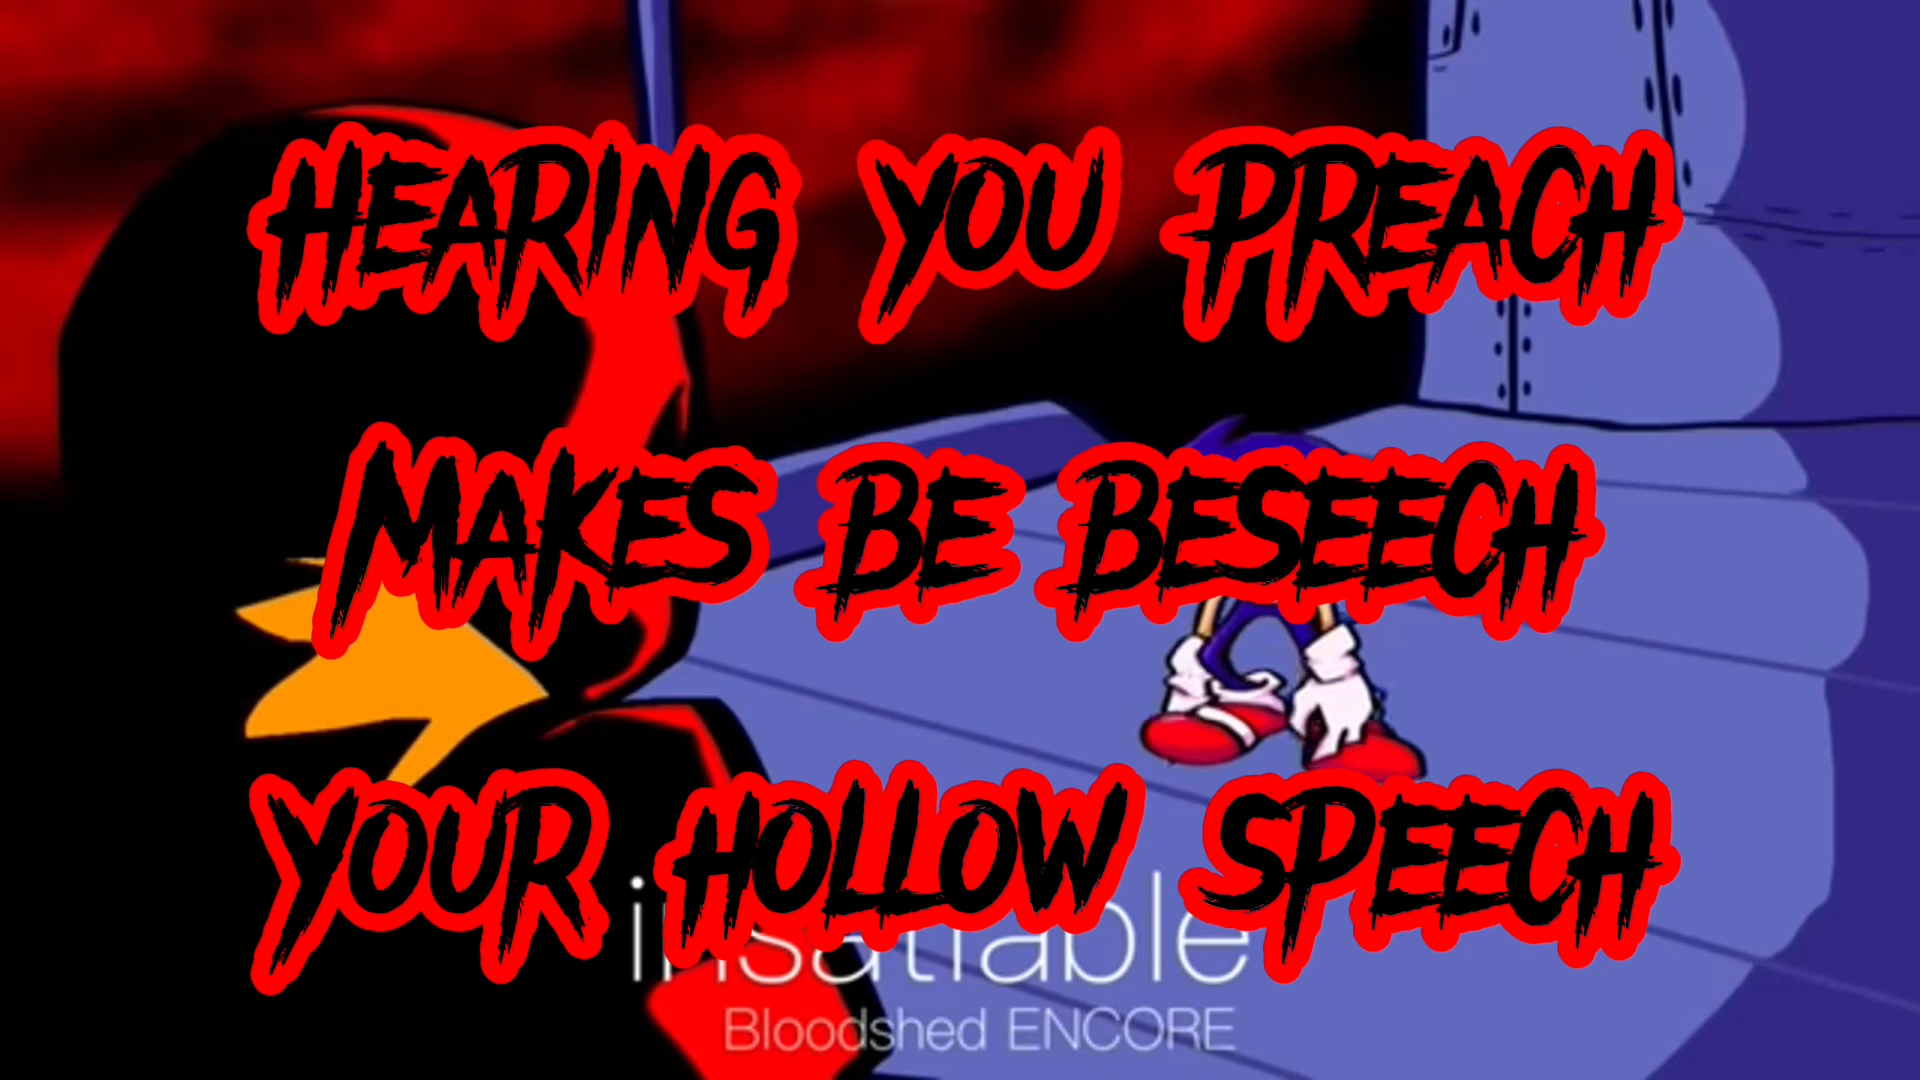 HEARING YOU PREACH
MAKES BE BESEECH
YOUR HOLLOW SPEECH
insatiable
Bloodshed ENCORE